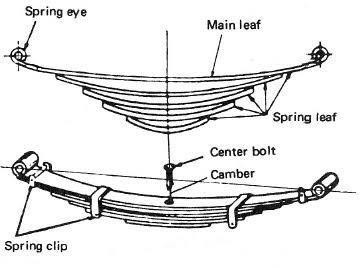 Spring eye
Main leaf
Spring leaf
Center bolt
Camber
Spring clip